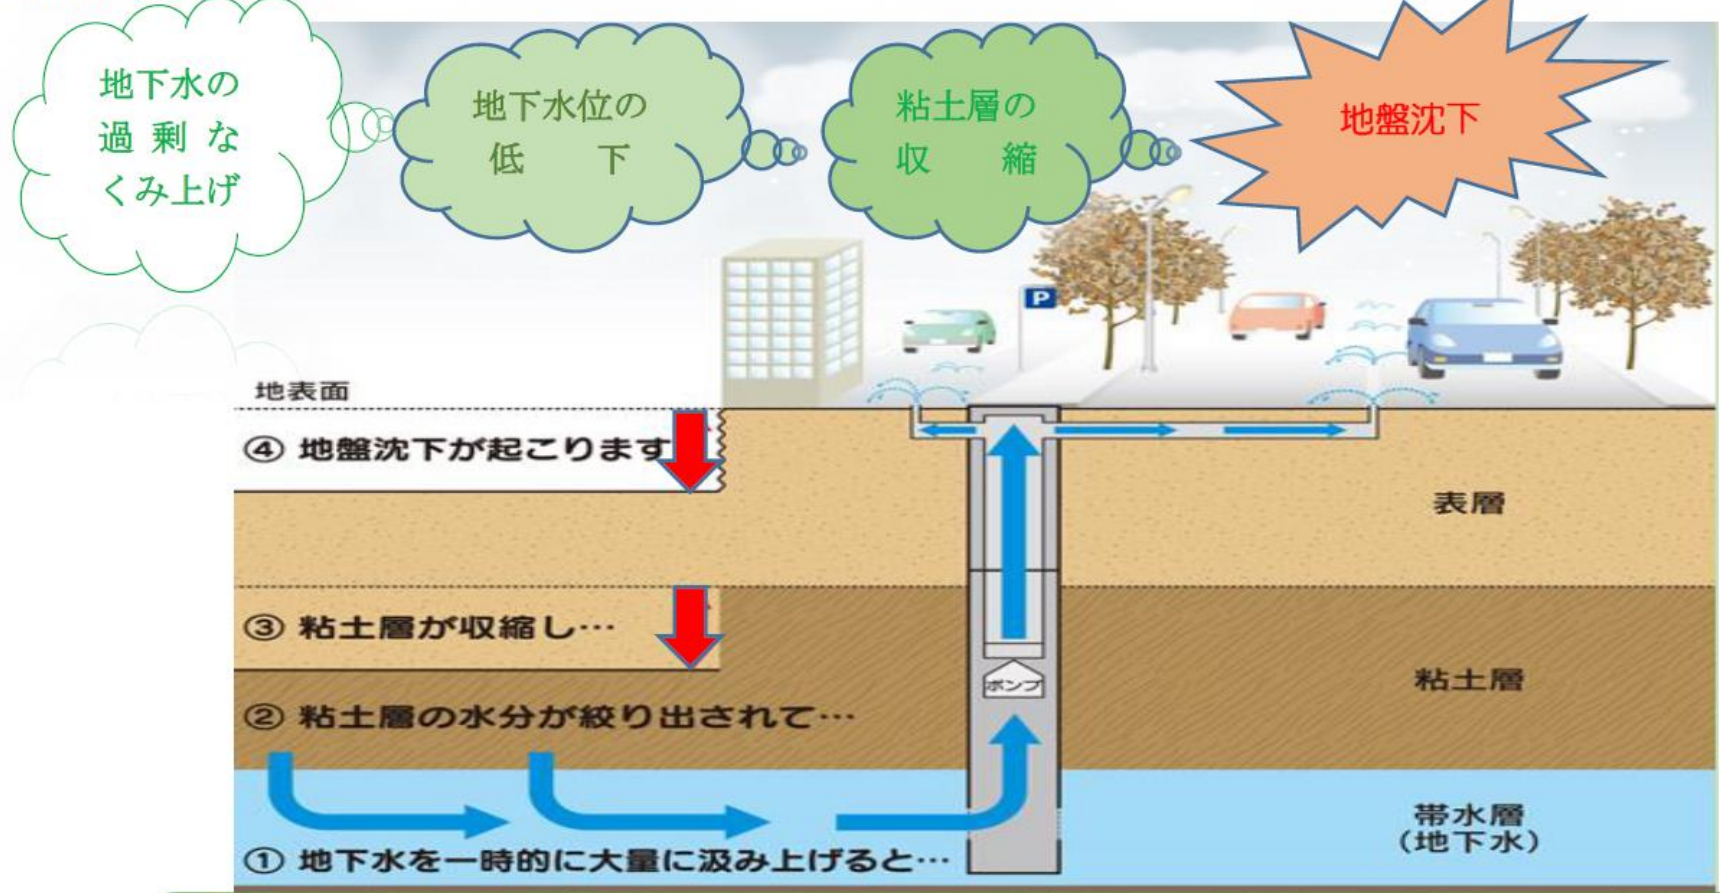 地下水の
過剰な
くみ上げ
地下水位の
低下
粘土層の
収縮
地盤沈下
P
地表面
④ 地盤沈下が起こります
表層
③ 粘土層が収縮し…
粘土層
ポンプ
② 粘土層の水分が絞り出されて…
帯水層
(地下水)
① 地下水を一時的に大量に汲み上げると…